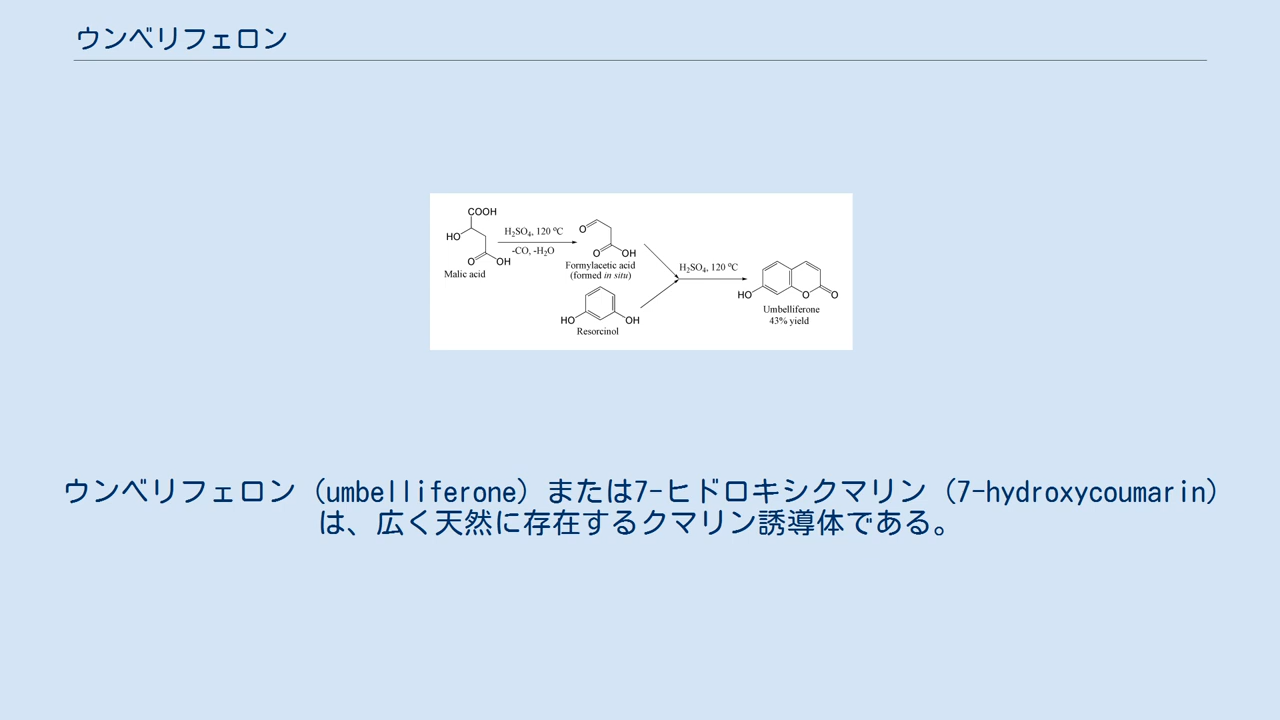 ウンベリフェロン
COOH
HO
O
OH
Malic acid
H₂SO₄, 120 ⁰C
-CO, -H₂O
O
O
OH
Formylacetic acid
(formed in situ)
HO
OH
Resorcinol
H₂SO₄, 120 ⁰C
HO
O
O
Umbelliferone
43% yield
ウンベリフェロン（umbelliferone）または7-ヒドロキシクマリン（7-hydroxycoumarin）
は、広く天然に存在するクマリン誘導体である。